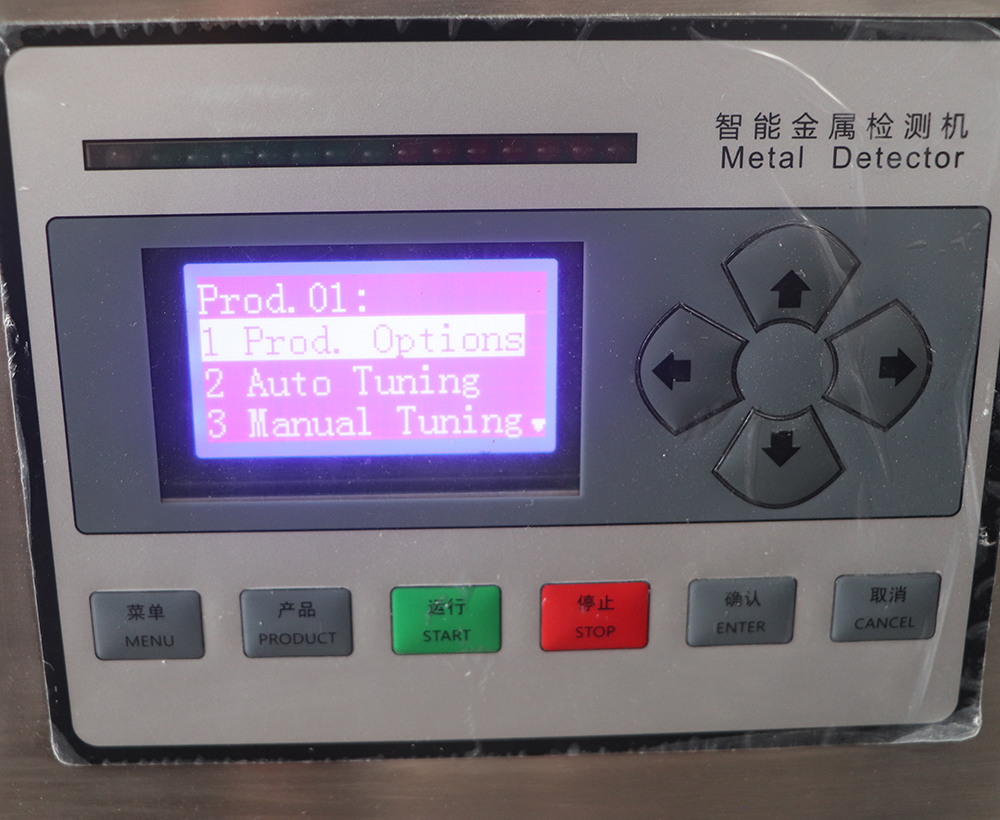 智能金属检测机
Metal Detector
Prod.01:
1 Prod. Options
2 Auto Tuning
3 Manual Tuning
菜单
MENU
产品
PRODUCT
运行
START
停止
STOP
确认
ENTER
取消
CANCEL